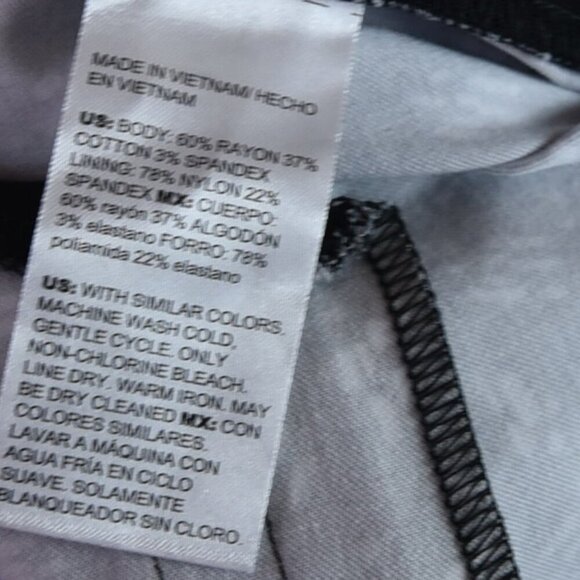 MADE IN VIETNAM/ HECHO
EN VIETNAM
US: BODY: 60% RAYON 37%
COTTON 3% SPANDEX
LINING: 78% NYLON 22%
SPANDEX MX: CUERPO:
60% rayón 37% ALGODÓN
3% elastano FORRO: 78%
poliamida 22% elastano
US: WITH SIMILAR COLORS.
MACHINE WASH COLD,
GENTLE CYCLE. ONLY
NON-CHLORINE BLEACH.
LINE DRY. WARM IRON. MAY
BE DRY CLEANED MX: CON
COLORES SIMILARES.
LAVAR A MÁQUINA CON
AGUA FRÍA EN CICLO
SUAVE. SOLAMENTE
BLANQUEADOR SIN CLORO.